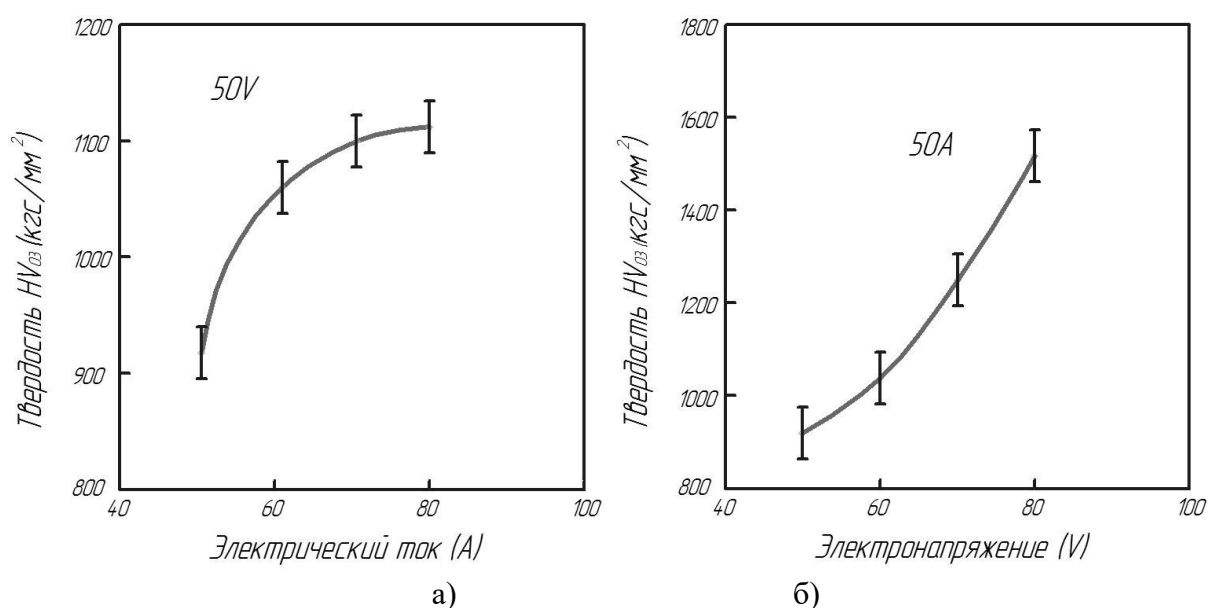 1200
1100
1000
900
800
40
60
80
100
50V
Твердость HV₀₃ (кгс/мм²)
Электрический ток (А)
а)
1800
1600
1400
1200
1000
800
40
60
80
100
50A
Твердость HV₀₃ (кгс/мм²)
Электронапряжение (V)
б)